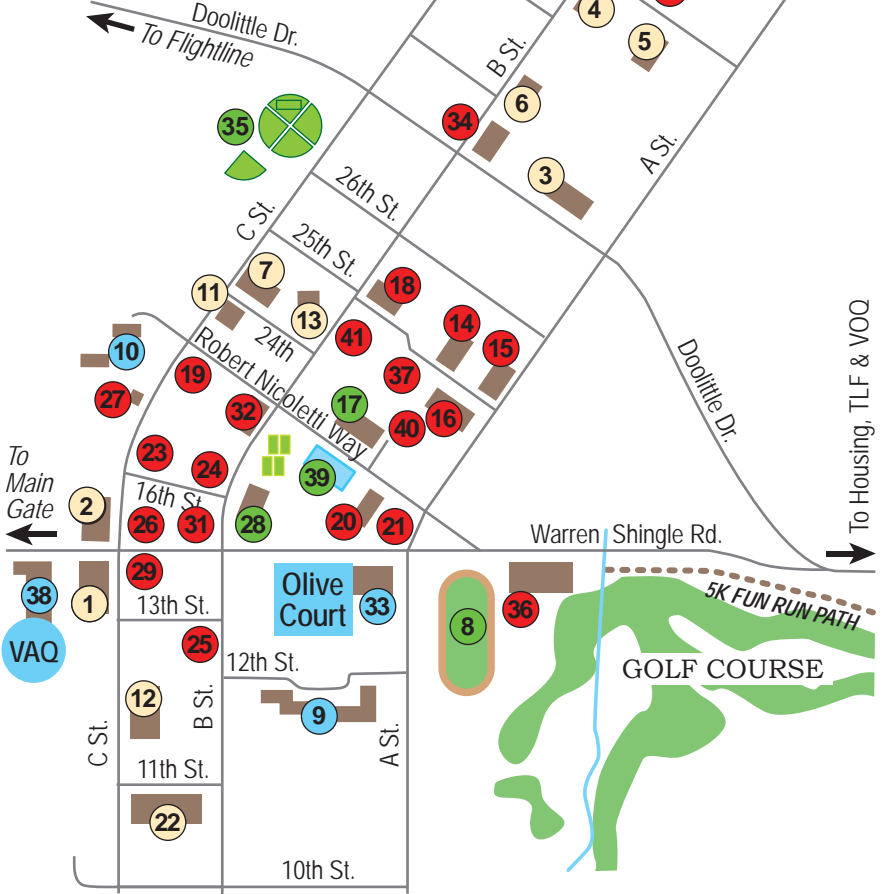 Doolittle Dr.
To Flightline
4
5
B St.
6
34
35
A St.
3
26th St.
C St.
25th St.
7
18
11
13
14
24th
41
15
10
Robert Nicoletti Way
19
37
Doolittle Dr.
27
17
32
16
40
23
24
39
To
Main
Gate
To Housing, TLF & VOQ
16th St.
2
26
31
28
20
21
Warren Shingle Rd.
29
38
1
13th St.
Olive
Court
33
5K FUN RUN PATH
36
8
VAQ
25
12th St.
GOLF COURSE
12
B St.
9
C St.
A St.
11th St.
22
10th St.